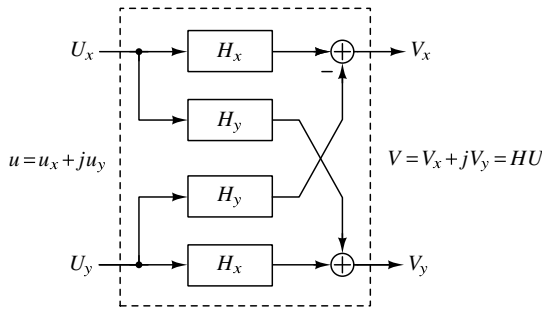 U_x H_x + V_x
−
H_y
u = u_x + ju_y V = V_x + jV_y = HU
H_y
U_y H_x + V_y